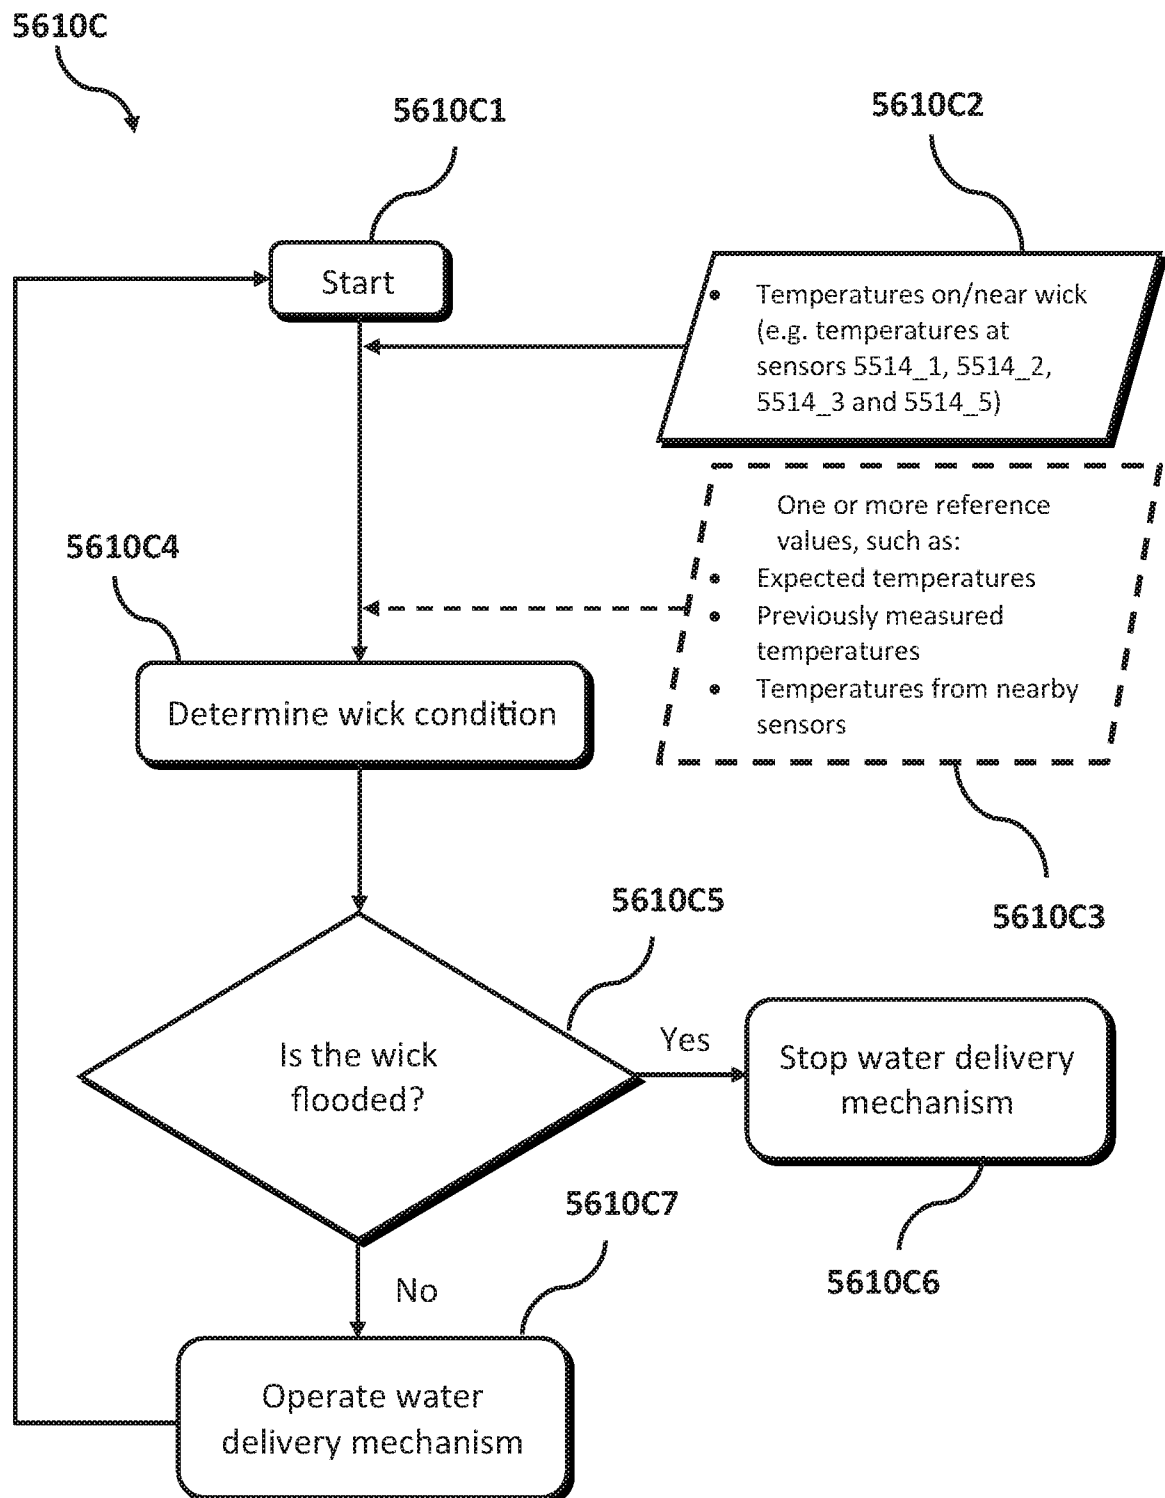 5610C
5610C1
5610C2
Start
• Temperatures on/near wick
(e.g. temperatures at
sensors 5514_1, 5514_2,
5514_3 and 5514_5)
One or more reference
values, such as:
• Expected temperatures
• Previously measured
temperatures
• Temperatures from nearby
sensors
5610C4
Determine wick condition
5610C3
5610C5
Is the wick
flooded?
Yes
Stop water delivery
mechanism
5610C6
5610C7
No
Operate water
delivery mechanism